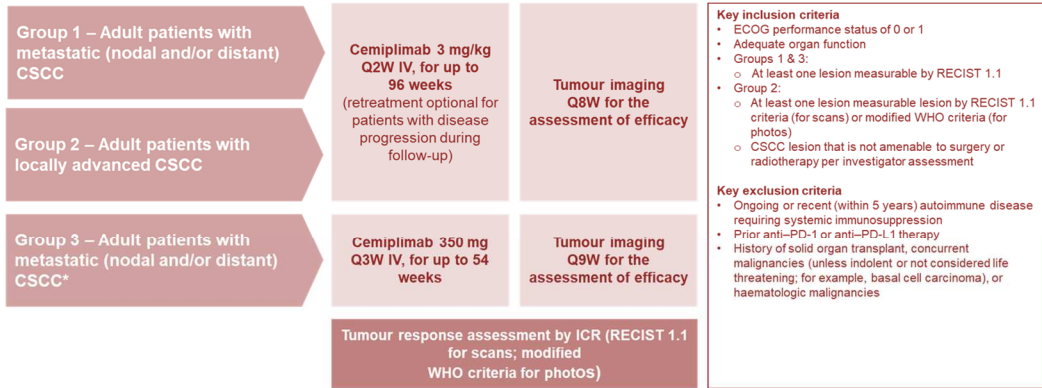 Group 1 – Adult patients with
metastatic (nodal and/or distant)
CSCC
Group 2 – Adult patients with
locally advanced CSCC
Cemiplimab 3 mg/kg
Q2W IV, for up to
96 weeks
(retreatment optional for
patients with disease
progression during
follow-up)
Tumour imaging
Q8W for the
assessment of efficacy
Group 3 – Adult patients with
metastatic (nodal and/or distant)
CSCC*
Cemiplimab 350 mg
Q3W IV, for up to 54
weeks
Tumour imaging
Q9W for the
assessment of efficacy
Tumour response assessment by ICR (RECIST 1.1
for scans; modified
WHO criteria for photos)
Key inclusion criteria
• ECOG performance status of 0 or 1
• Adequate organ function
• Groups 1 & 3:
o At least one lesion measurable by RECIST 1.1
• Group 2:
o At least one lesion measurable lesion by RECIST 1.1
criteria (for scans) or modified WHO criteria (for
photos)
o CSCC lesion that is not amenable to surgery or
radiotherapy per investigator assessment
Key exclusion criteria
• Ongoing or recent (within 5 years) autoimmune disease
requiring systemic immunosuppression
• Prior anti–PD-1 or anti–PD-L1 therapy
• History of solid organ transplant, concurrent
malignancies (unless indolent or not considered life
threatening; for example, basal cell carcinoma), or
haematologic malignancies